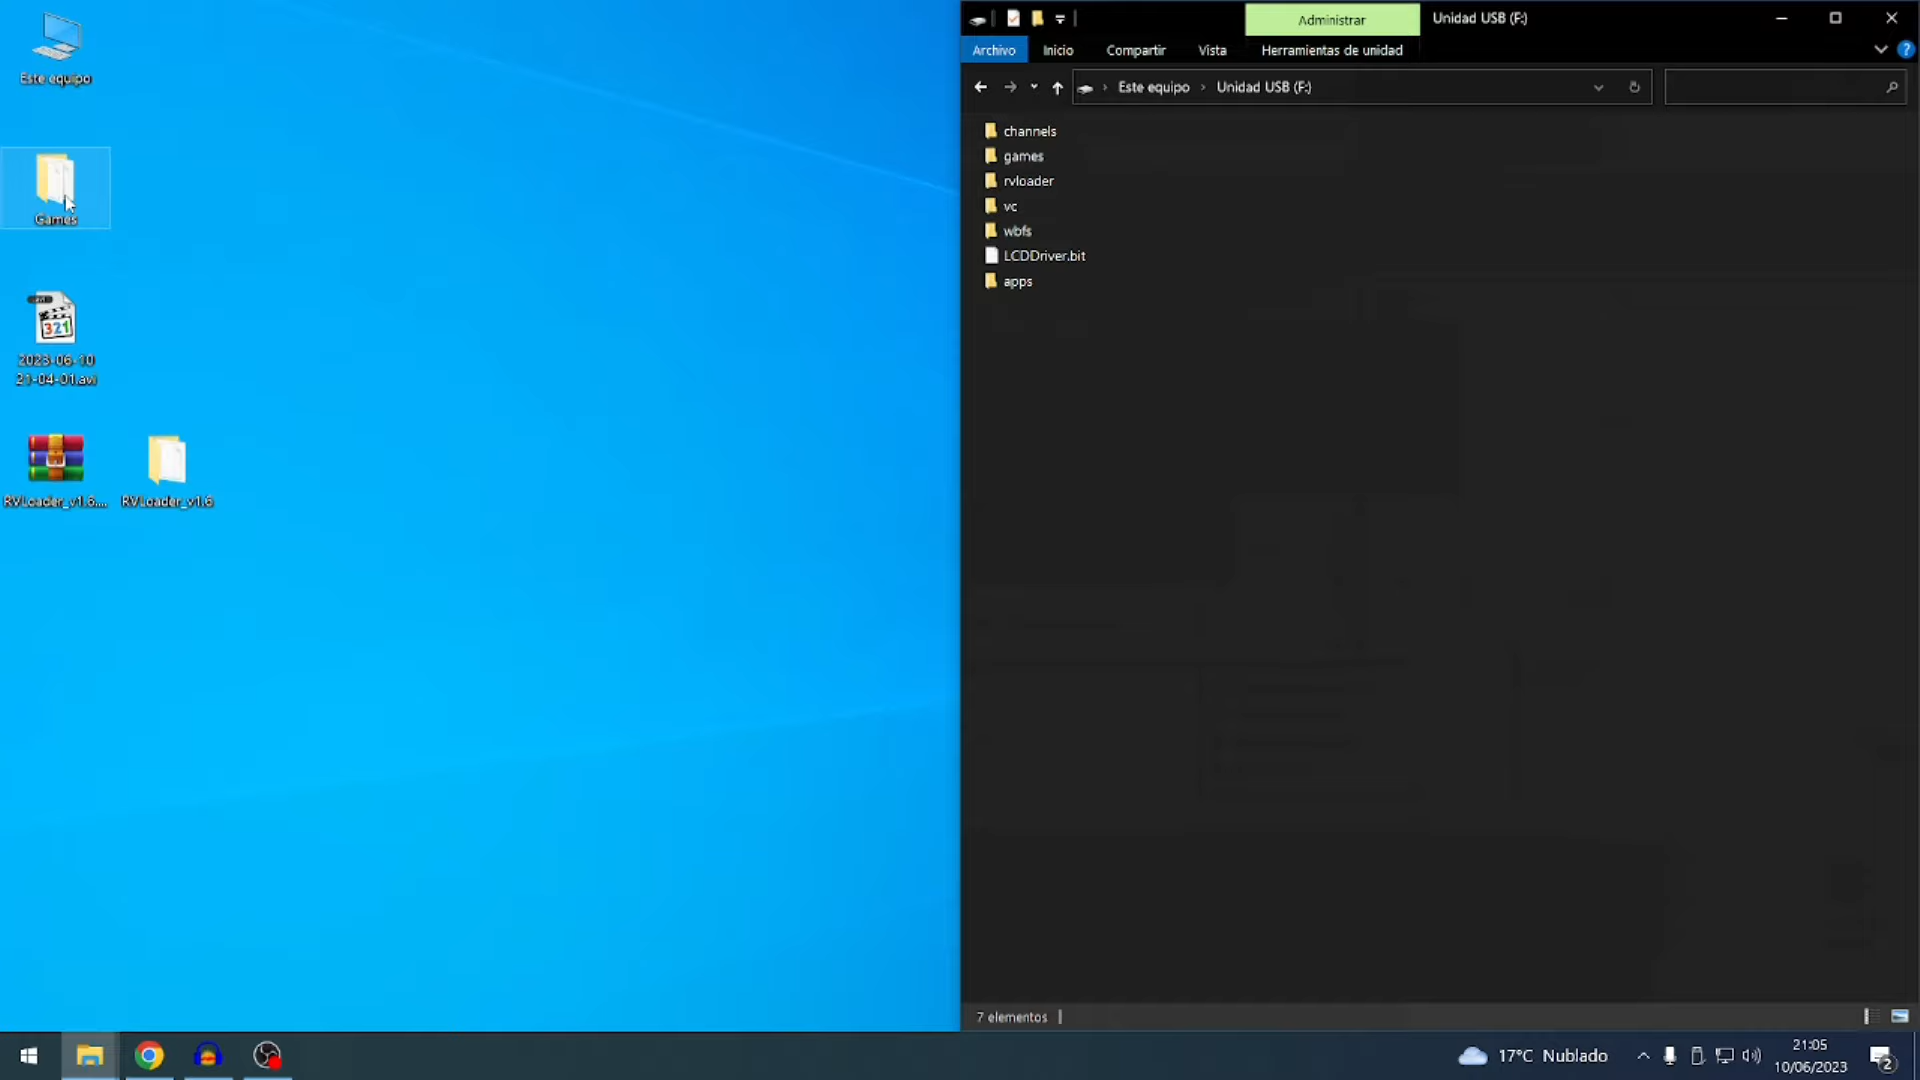 Este equipo
Games
2023-06-10
21-04-01.avi
RVLoader_v1.6....
RVLoader_v1.6
Administrar
Unidad USB (F:)
Archivo
Inicio
Compartir
Vista
Herramientas de unidad
Este equipo
Unidad USB (F:)
channels
games
rvloader
vc
wbfs
LCDDriver.bit
apps
7 elementos
17°C Nublado
21:05
10/06/2023
2
321